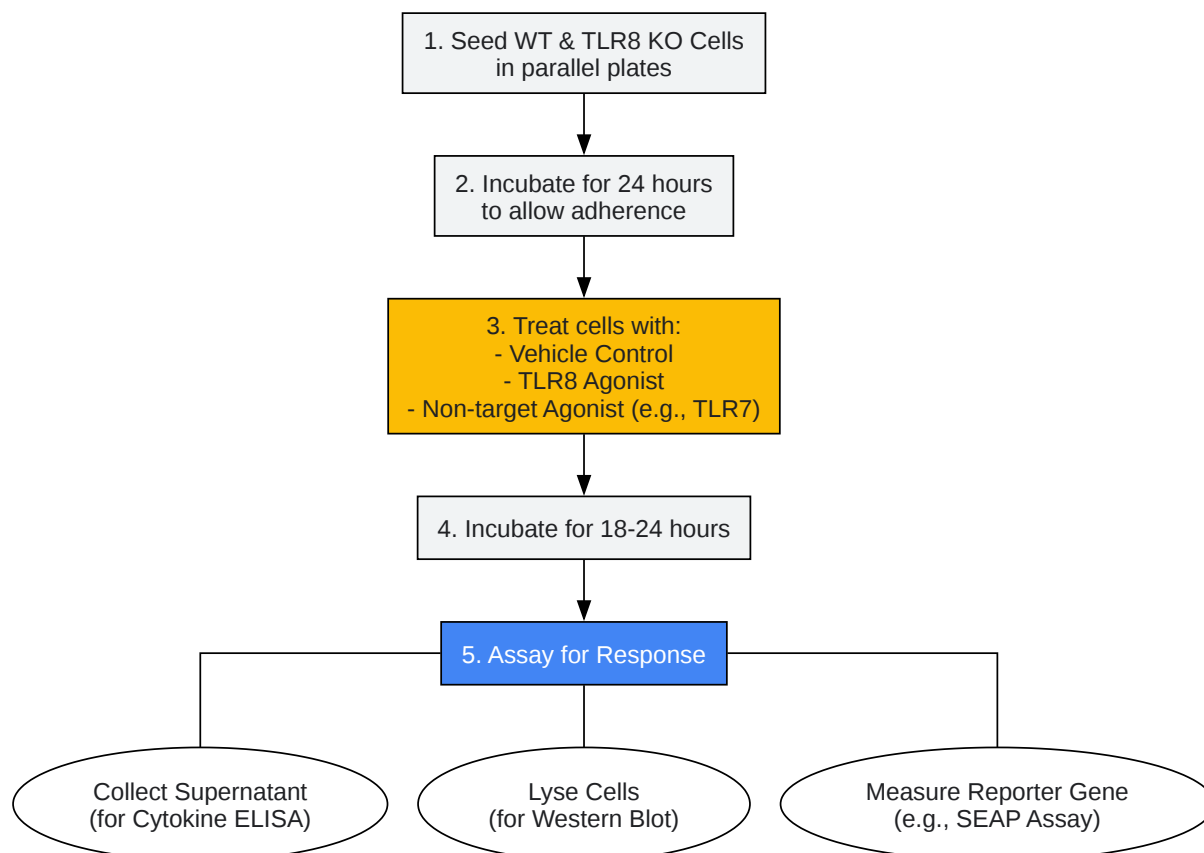 1. Seed WT & TLR8 KO Cells
in parallel plates
2. Incubate for 24 hours
to allow adherence
3. Treat cells with:
- Vehicle Control
- TLR8 Agonist
- Non-target Agonist (e.g., TLR7)
4. Incubate for 18-24 hours
5. Assay for Response
Collect Supernatant
(for Cytokine ELISA)
Lyse Cells
(for Western Blot)
Measure Reporter Gene
(e.g., SEAP Assay)